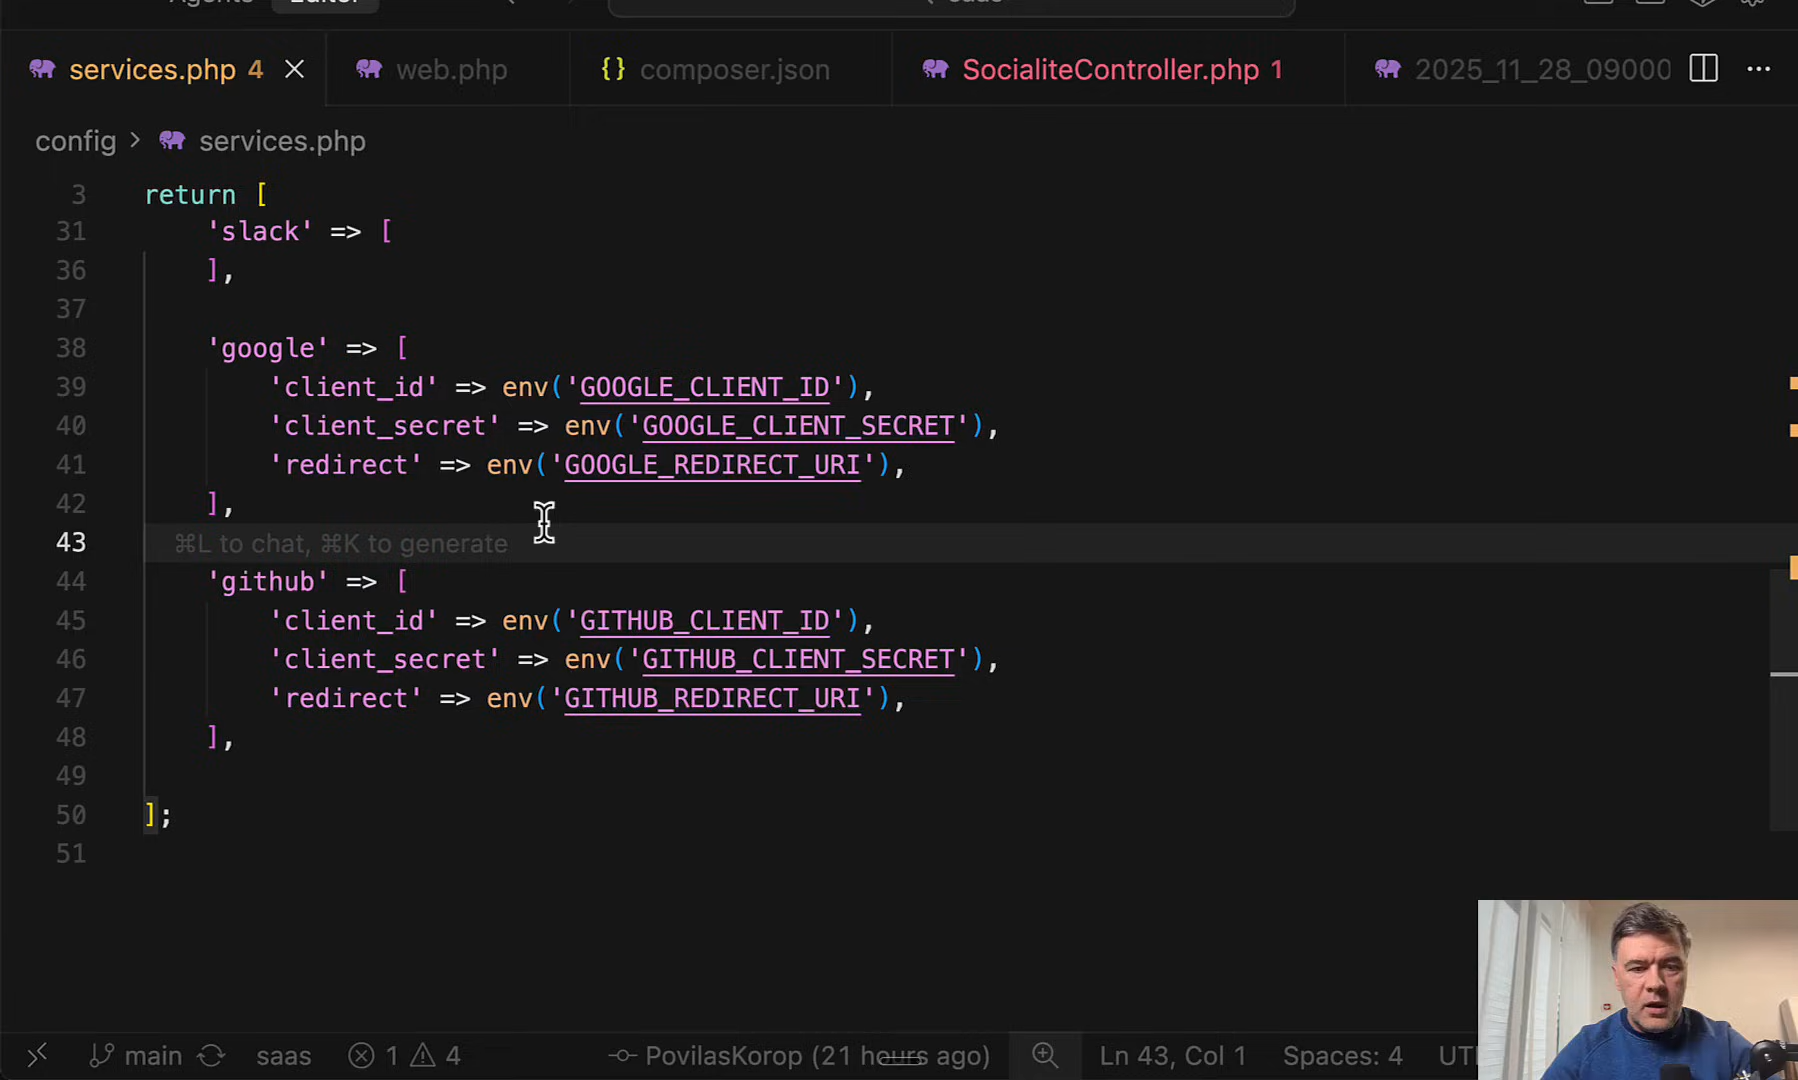 Agents Editor saas
services.php 4 web.php {} composer.json SocialiteController.php 1 2025_11_28_09000
config > services.php
3 return [
31 'slack' => [
36 ],
37
38 'google' => [
39 'client_id' => env('GOOGLE_CLIENT_ID'),
40 'client_secret' => env('GOOGLE_CLIENT_SECRET'),
41 'redirect' => env('GOOGLE_REDIRECT_URI'),
42 ],
43 ⌘L to chat, ⌘K to generate
44 'github' => [
45 'client_id' => env('GITHUB_CLIENT_ID'),
46 'client_secret' => env('GITHUB_CLIENT_SECRET'),
47 'redirect' => env('GITHUB_REDIRECT_URI'),
48 ],
49
50 ];
51
main saas 1 4 PovilasKorop (21 hours ago) Ln 43, Col 1 Spaces: 4